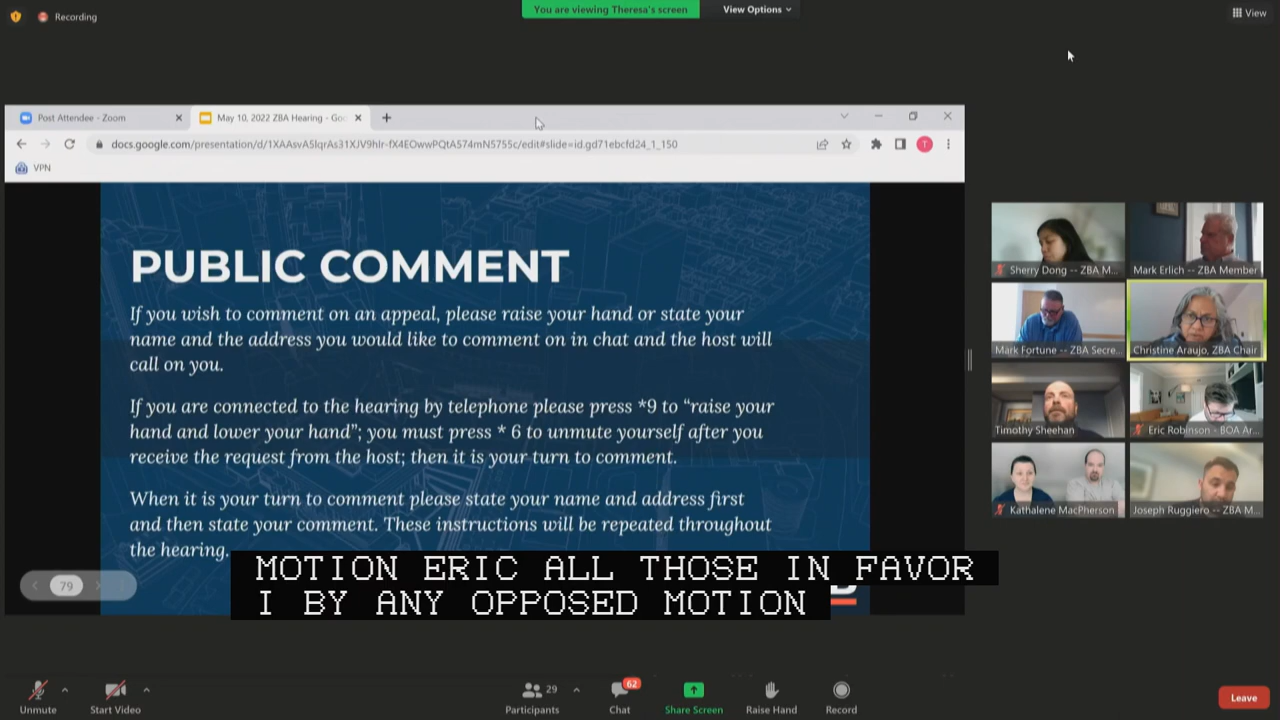 Recording
You are viewing Theresa's screen
View Options
View
Post Attendee - Zoom
May 10, 2022 ZBA Hearing - Goo
docs.google.com/presentation/d/1XAAsvA5lqrAs31XJV9hlr-fX4EOwwPQtA574mN5755c/edit#slide=id.gd71ebcfd24_1_150
T
VPN
PUBLIC COMMENT
If you wish to comment on an appeal, please raise your hand or state your
name and the address you would like to comment on in chat and the host will
call on you.
If you are connected to the hearing by telephone please press *9 to “raise your
hand and lower your hand”; you must press * 6 to unmute yourself after you
receive the request from the host; then it is your turn to comment.
When it is your turn to comment please state your name and address first
and then state your comment. These instructions will be repeated throughout
the hearing.
79
MOTION ERIC ALL THOSE IN FAVOR
I BY ANY OPPOSED MOTION
Sherry Dong -- ZBA M...
Mark Erlich -- ZBA Member
Mark Fortune -- ZBA Secre...
Christine Araujo, ZBA Chair
Timothy Sheehan
Eric Robinson - BOA Ar...
Kathalene MacPherson
Joseph Ruggiero -- ZBA M...
Unmute
Start Video
29
Participants
62
Chat
Share Screen
Raise Hand
Record
Leave